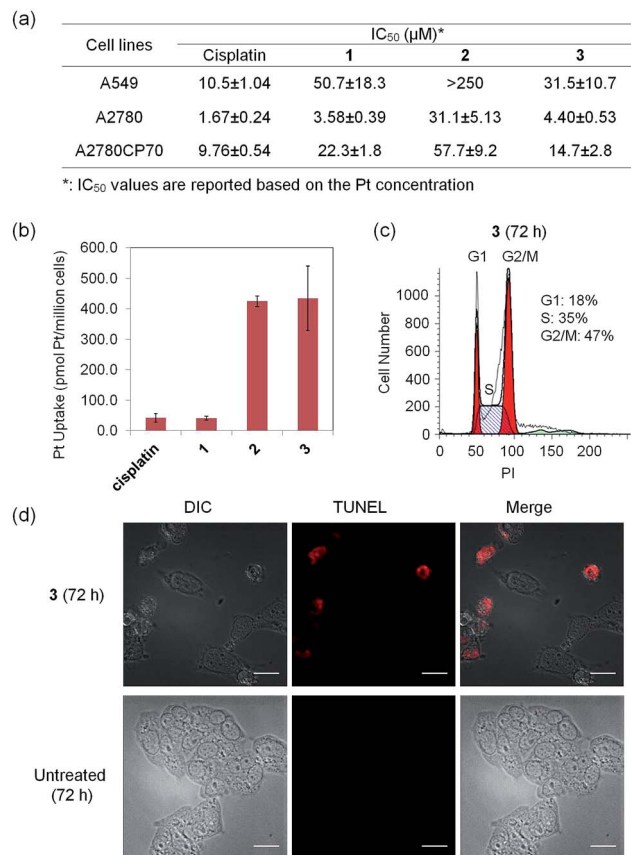 (a)
Cell lines IC50 (μM)*
Cisplatin 1 2 3
A549 10.5±1.04 50.7±18.3 >250 31.5±10.7
A2780 1.67±0.24 3.58±0.39 31.1±5.13 4.40±0.53
A2780CP70 9.76±0.54 22.3±1.8 57.7±9.2 14.7±2.8
*: IC50 values are reported based on the Pt concentration
(b)
Pt Uptake (pmol Pt/million cells)
600.0
500.0
400.0
300.0
200.0
100.0
0.0
cisplatin 1 2 3
(c)
3 (72 h)
G1 G2/M
G1: 18%
S: 35%
G2/M: 47%
S
Cell Number
1000
800
600
400
200
0
0 50 100 150 200
PI
(d)
DIC TUNEL Merge
3 (72 h)
Untreated
(72 h)